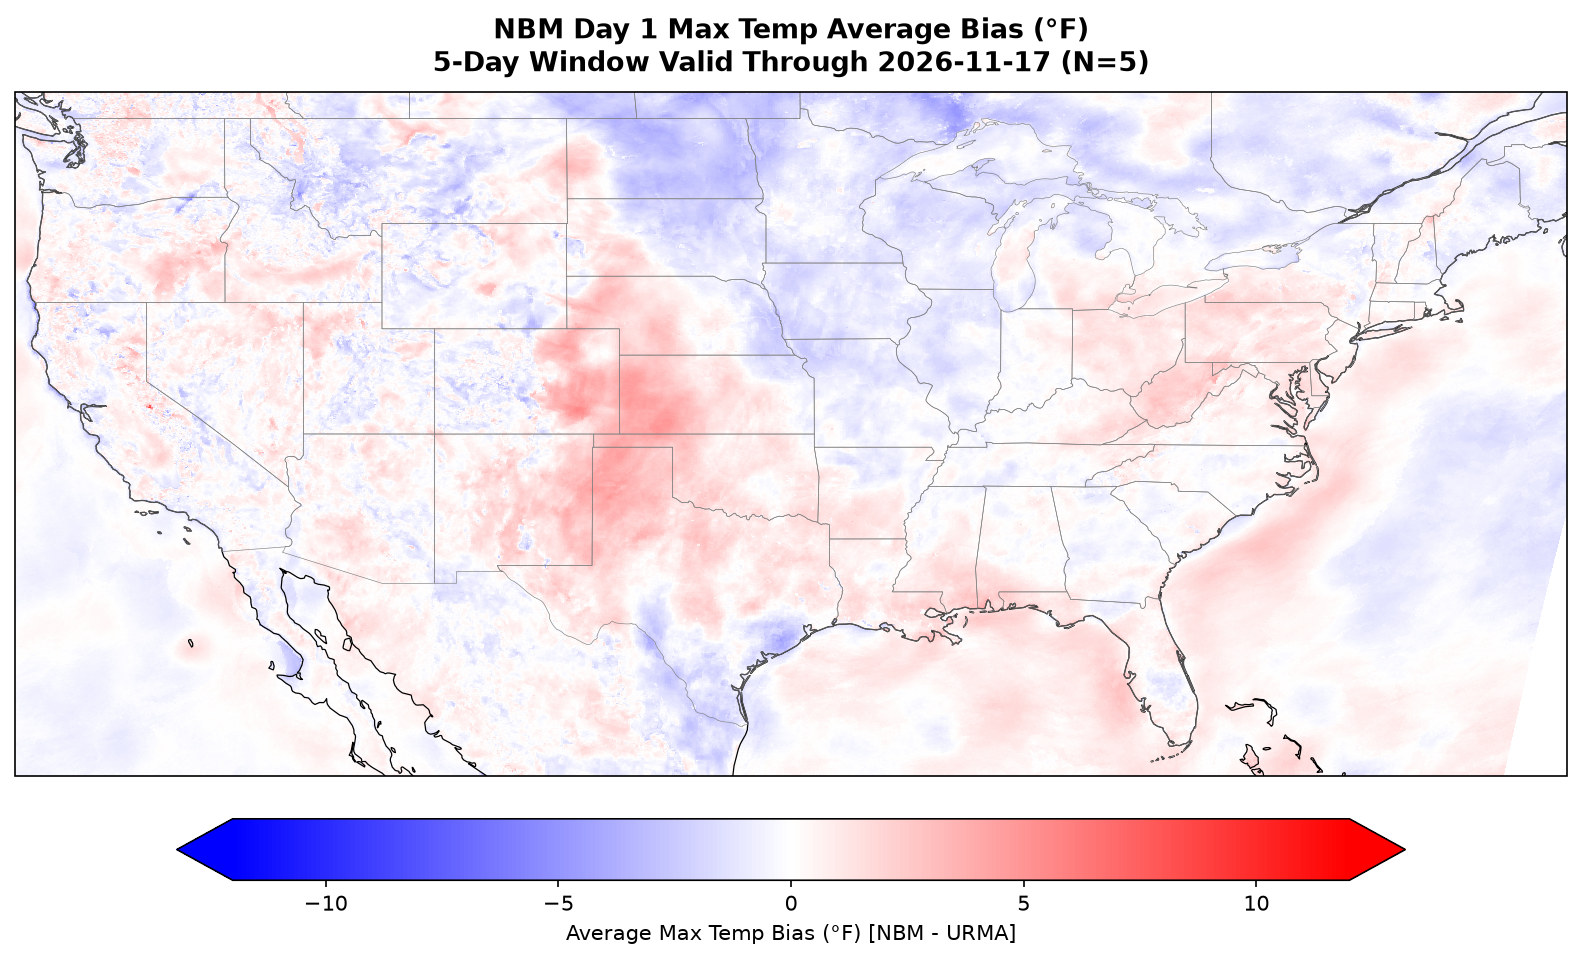 NBM Day 1 Max Temp Average Bias (°F)
5-Day Window Valid Through 2026-11-17 (N=5)
−10 −5 0 5 10
Average Max Temp Bias (°F) [NBM - URMA]